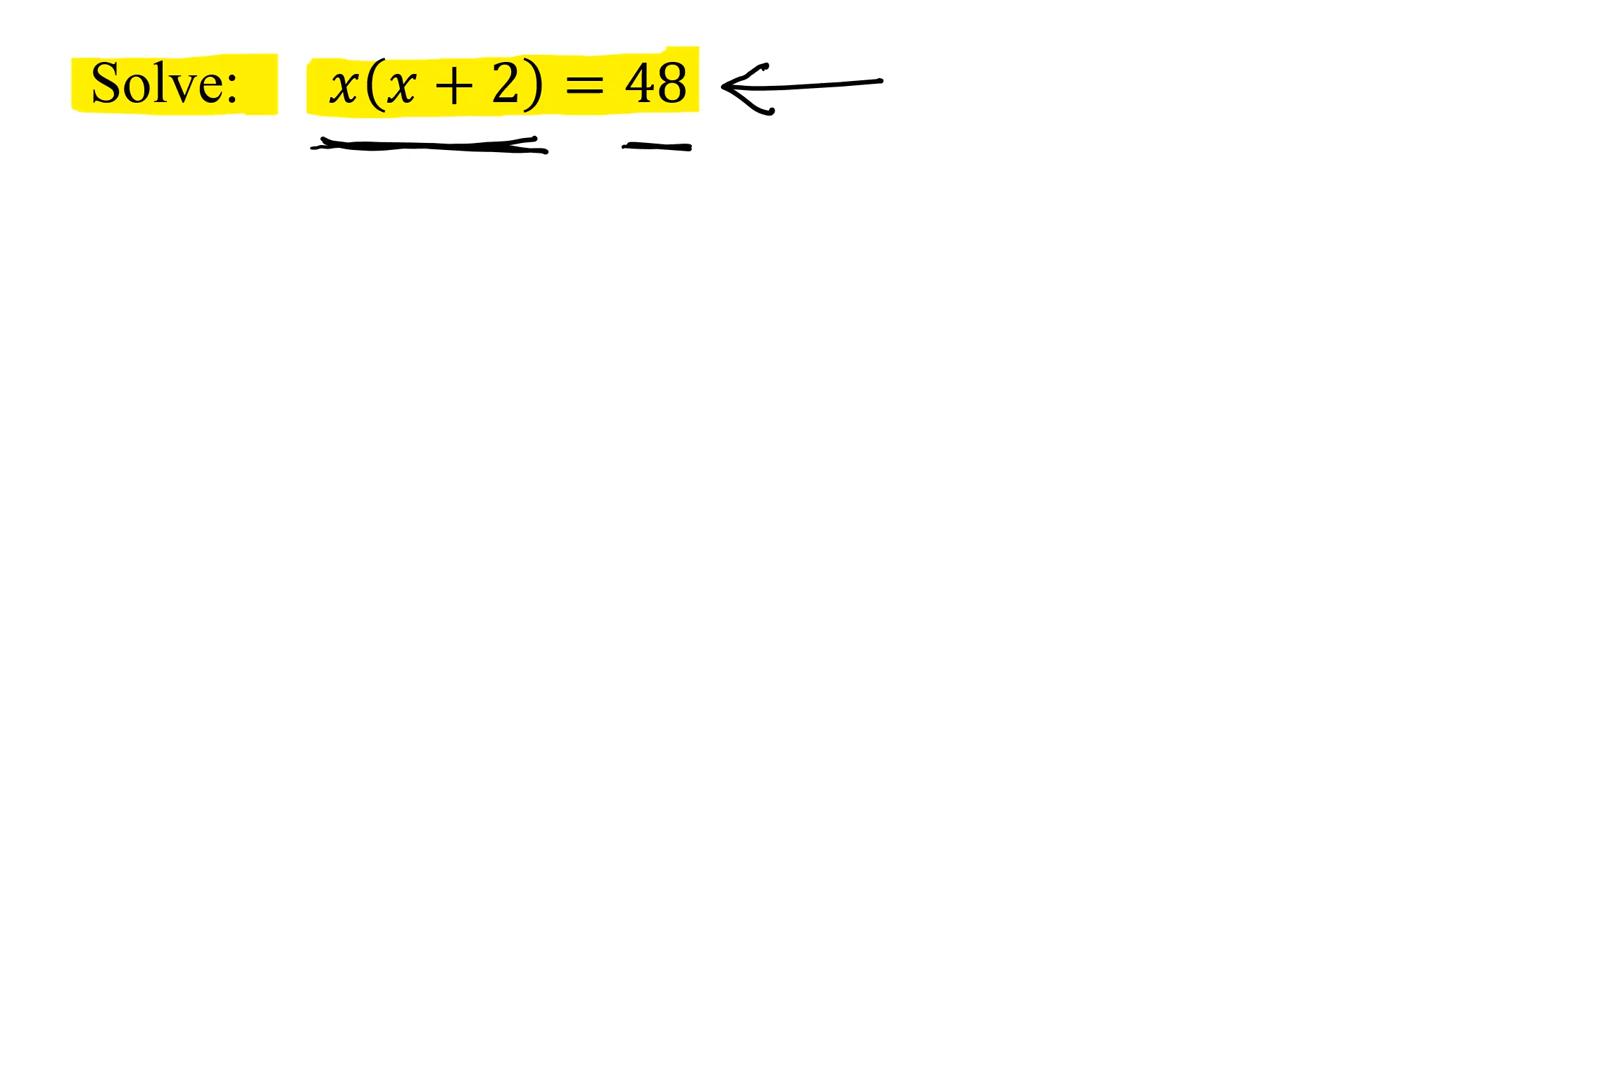 Solve: x(x + 2) = 48